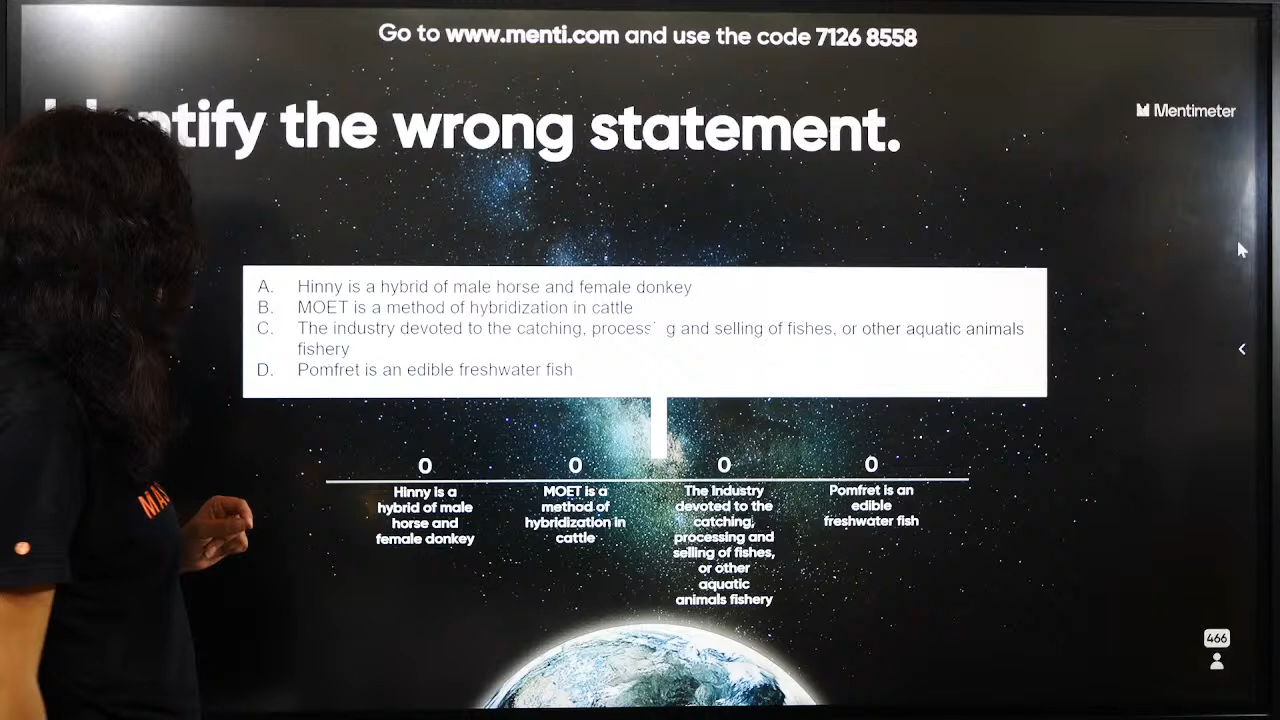 Go to www.menti.com and use the code 7126 8558
Identify the wrong statement.
Mentimeter
A. Hinny is a hybrid of male horse and female donkey
B. MOET is a method of hybridization in cattle
C. The industry devoted to the catching, process g and selling of fishes, or other aquatic animals
fishery
D. Pomfret is an edible freshwater fish
0 0 0 0
Hinny is a
hybrid of male
horse and
female donkey
MOET is a
method of
hybridization in
cattle
The industry
devoted to the
catching,
processing and
selling of fishes,
or other
aquatic
animals fishery
Pomfret is an
edible
freshwater fish
466